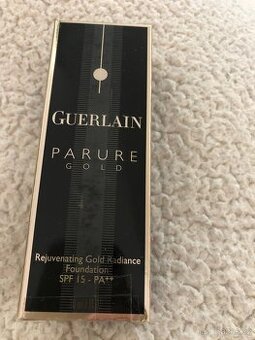 GUERLAIN
PARURE
GOLD
Rejuvenating Gold Radiance
Foundation
SPF 15 - PA++